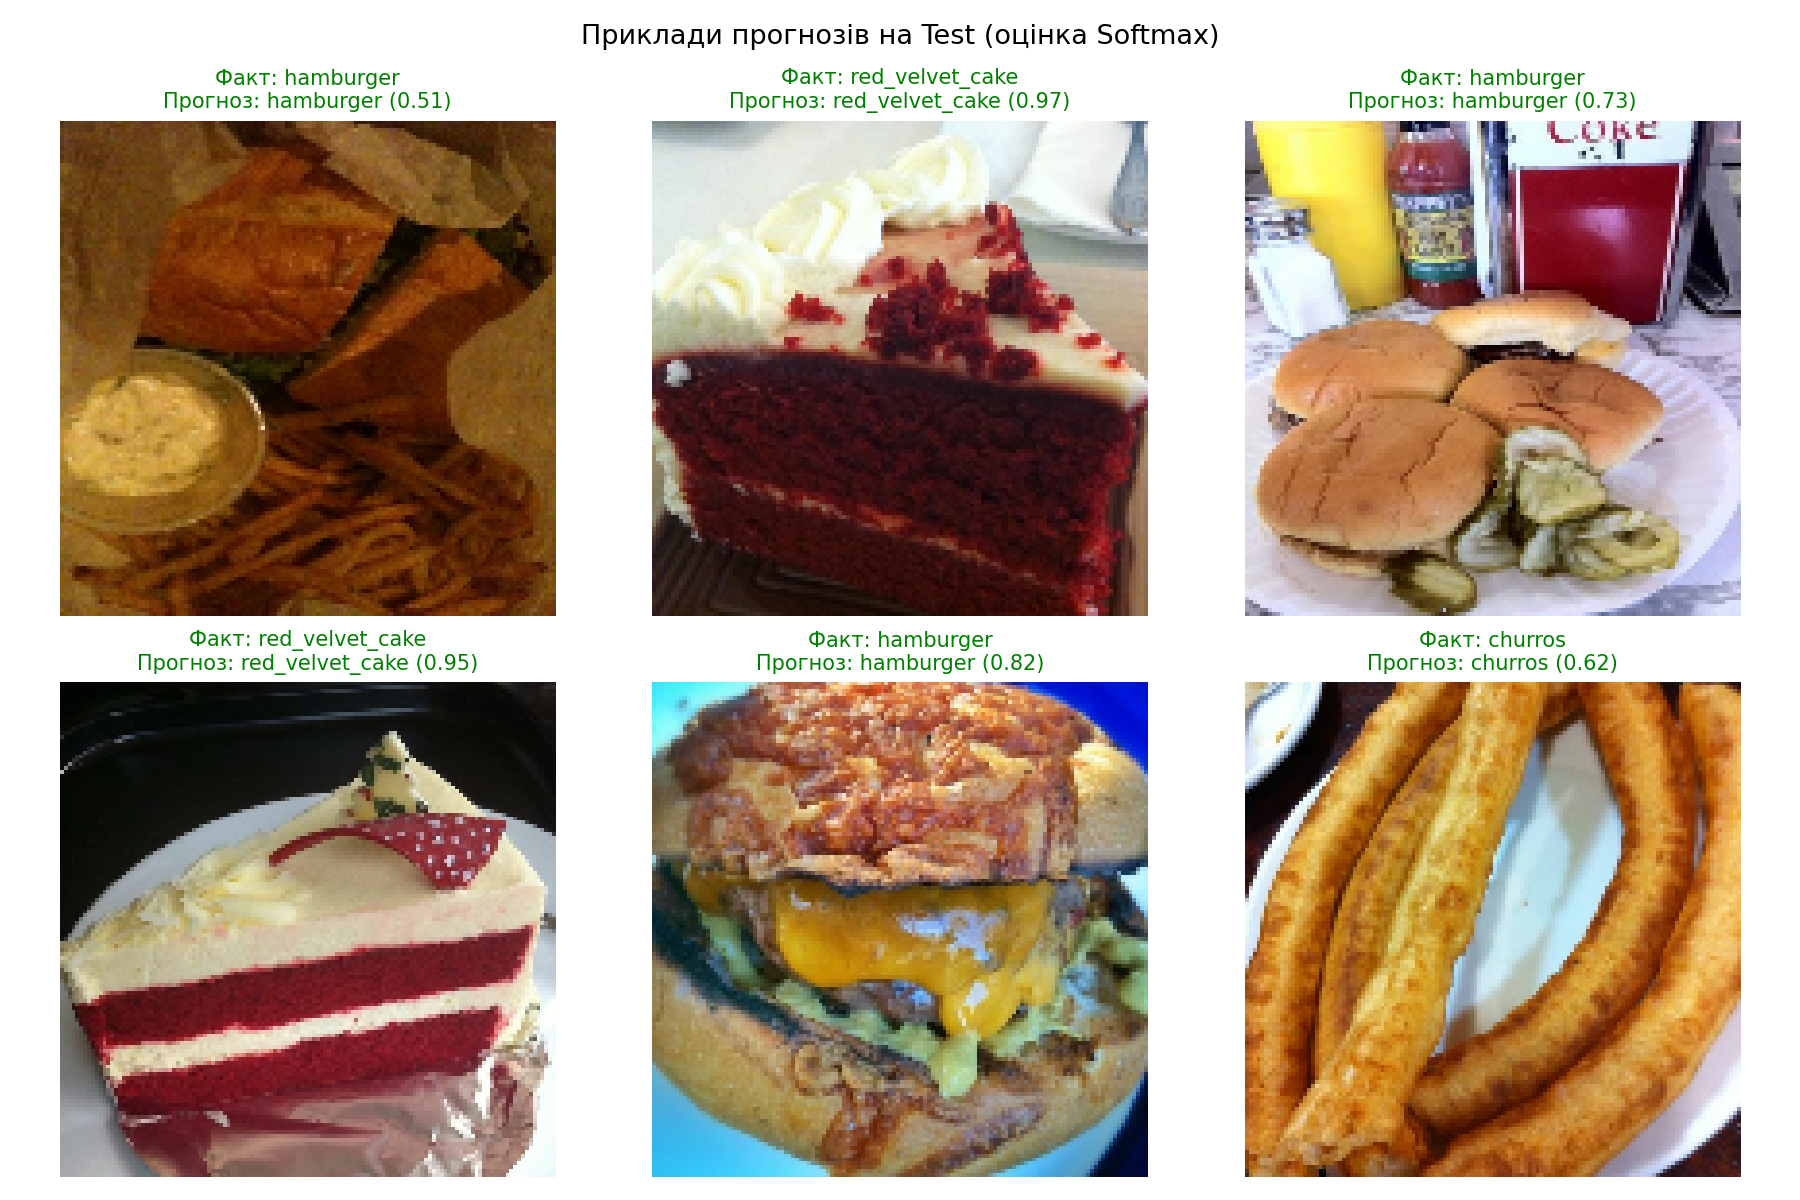 Приклади прогнозів на Test (оцінка Softmax)
Факт: hamburger
Прогноз: hamburger (0.51)
Факт: red_velvet_cake
Прогноз: red_velvet_cake (0.97)
Факт: hamburger
Прогноз: hamburger (0.73)
Coke
Факт: red_velvet_cake
Прогноз: red_velvet_cake (0.95)
Факт: hamburger
Прогноз: hamburger (0.82)
Факт: churros
Прогноз: churros (0.62)